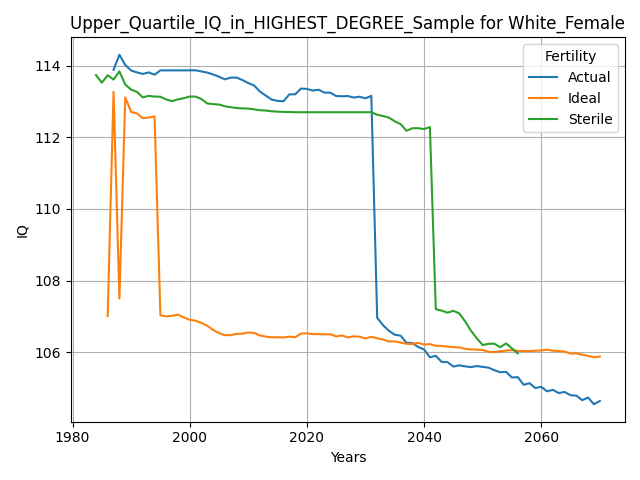 Upper_Quartile_IQ_in_HIGHEST_DEGREE_Sample for White_Female
Fertility
Actual
Ideal
Sterile
114
112
110
108
106
IQ
1980
2000
2020
2040
2060
Years